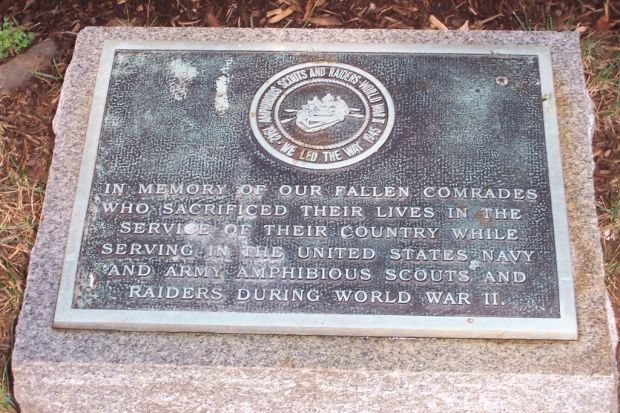 AMPHIBIOUS SCOUTS AND RAIDERS-WORLD WAR II
1942 WE LED THE WAY 1945
IN MEMORY OF OUR FALLEN COMRADES
WHO SACRIFICED THEIR LIVES IN THE
SERVICE OF THEIR COUNTRY WHILE
SERVING IN THE UNITED STATES NAVY
AND ARMY AMPHIBIOUS SCOUTS AND
RAIDERS DURING WORLD WAR II.